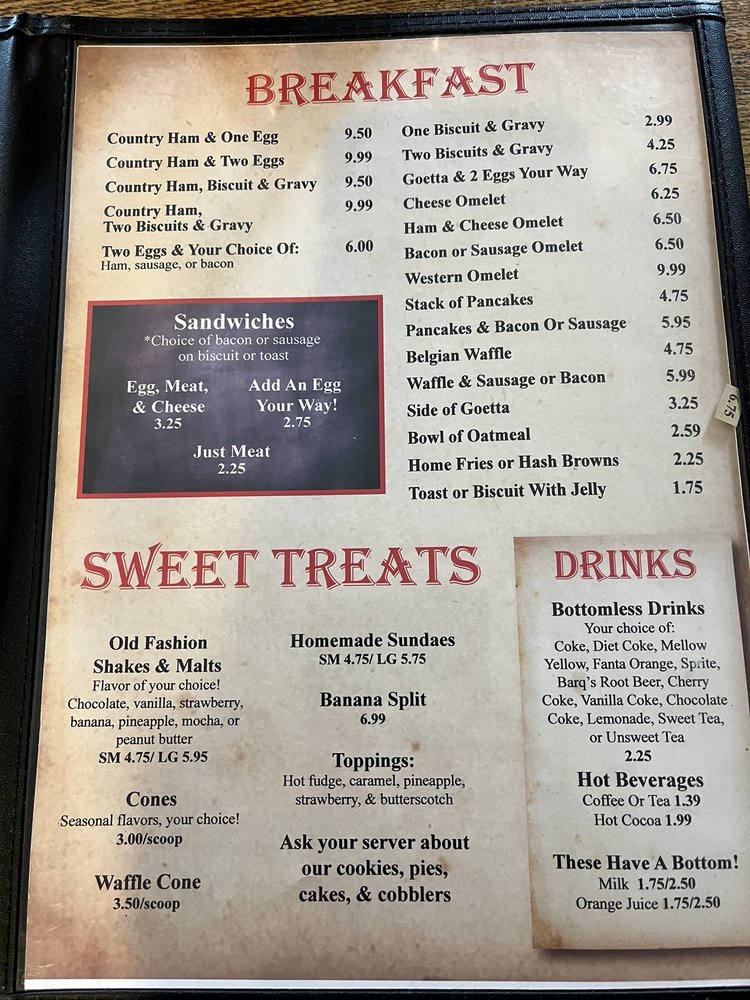 BREAKFAST
Country Ham & One Egg 9.50
Country Ham & Two Eggs 9.99
Country Ham, Biscuit & Gravy 9.50
Country Ham,
Two Biscuits & Gravy 9.99
Two Eggs & Your Choice Of: 6.00
Ham, sausage, or bacon
One Biscuit & Gravy 2.99
Two Biscuits & Gravy 4.25
Goetta & 2 Eggs Your Way 6.75
Cheese Omelet 6.25
Ham & Cheese Omelet 6.50
Bacon or Sausage Omelet 6.50
Western Omelet 9.99
Stack of Pancakes 4.75
Pancakes & Bacon Or Sausage 5.95
Belgian Waffle 4.75
Waffle & Sausage or Bacon 5.99
Side of Goetta 3.25
Bowl of Oatmeal 2.59
Home Fries or Hash Browns 2.25
Toast or Biscuit With Jelly 1.75
6.75
Sandwiches
*Choice of bacon or sausage
on biscuit or toast
Egg, Meat,
& Cheese
3.25
Add An Egg
Your Way!
2.75
Just Meat
2.25
SWEET TREATS
Old Fashion
Shakes & Malts
Flavor of your choice!
Chocolate, vanilla, strawberry,
banana, pineapple, mocha, or
peanut butter
SM 4.75/ LG 5.95
Cones
Seasonal flavors, your choice!
3.00/scoop
Waffle Cone
3.50/scoop
Homemade Sundaes
SM 4.75/ LG 5.75
Banana Split
6.99
Toppings:
Hot fudge, caramel, pineapple,
strawberry, & butterscotch
Ask your server about
our cookies, pies,
cakes, & cobblers
DRINKS
Bottomless Drinks
Your choice of:
Coke, Diet Coke, Mellow
Yellow, Fanta Orange, Sprite,
Barq's Root Beer, Cherry
Coke, Vanilla Coke, Chocolate
Coke, Lemonade, Sweet Tea,
or Unsweet Tea
2.25
Hot Beverages
Coffee Or Tea 1.39
Hot Cocoa 1.99
These Have A Bottom!
Milk 1.75/2.50
Orange Juice 1.75/2.50